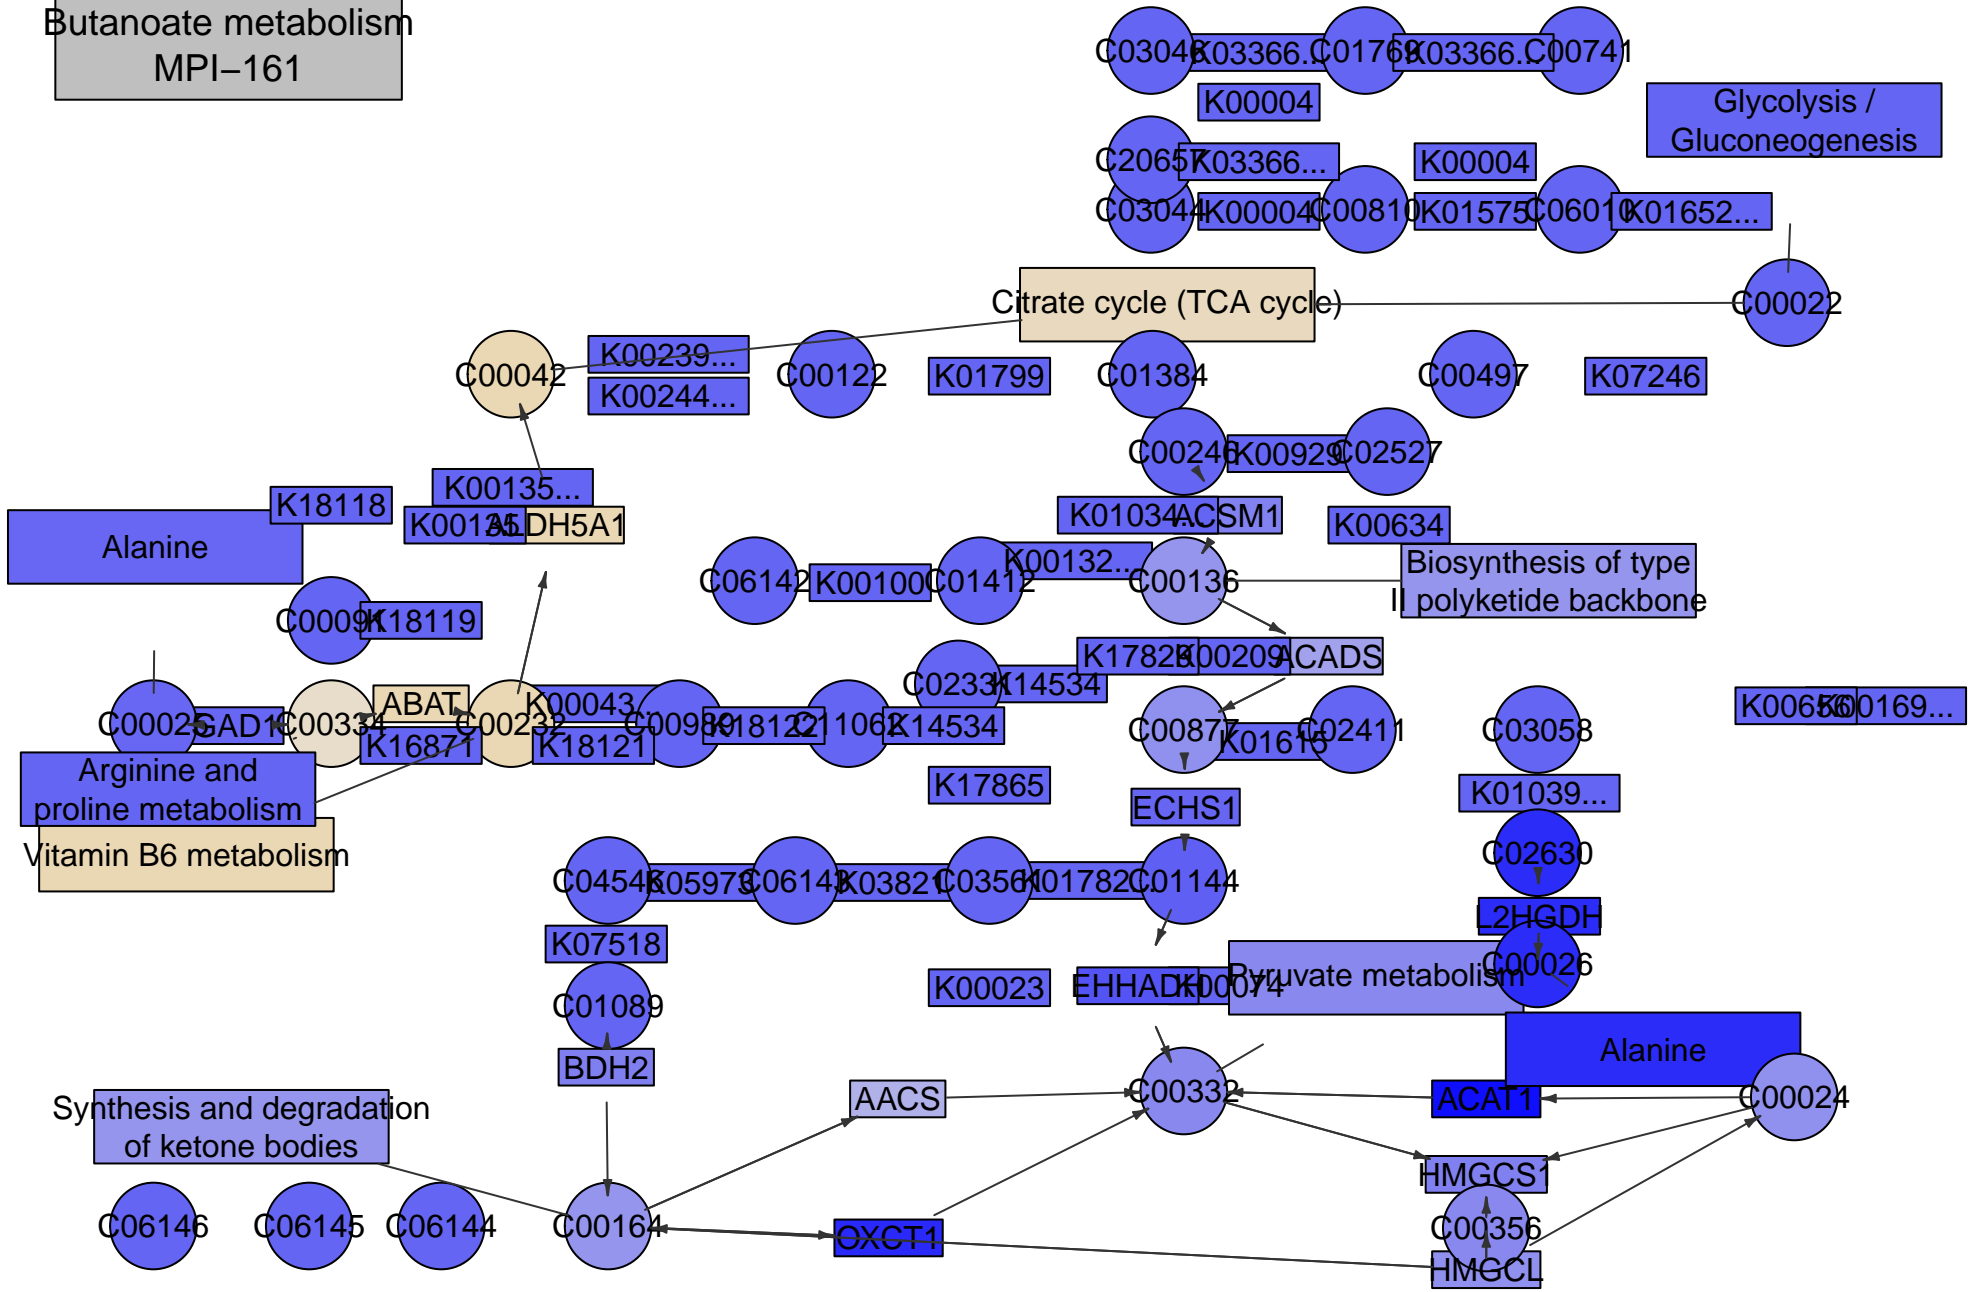 Butanoate metabolism
MPI−161
C03046
K03366...
C01769
K03366...
C00741
K00004
Glycolysis /
Gluconeogenesis
C20657
K03366...
K00004
C03044
K00004
C00810
K01575
C06010
K01652...
Citrate cycle (TCA cycle)
C00022
C00042
K00239...
K00244...
C00122
K01799
C01384
C00497
K07246
C00246
K00929
C02527
K18118
K00135...
K00135
ALDH5A1
K01034...
ACSM1
K00634
Alanine
C06142
K00100
C01412
K00132...
C00136
Biosynthesis of type
II polyketide backbone
C00091
K18119
C02331
K14534
K17829
K00209
ACADS
C00025
GAD1
C00334
ABAT
K16871
C00232
K00043...
K18121
C00989
K18122
C11062
K14534
C00877
K01615
C02411
C03058
K00656
K00169...
Arginine and
proline metabolism
K17865
ECHS1
K01039...
Vitamin B6 metabolism
C04546
K05973
C06143
K03821
C03561
K01782...
C01144
C02630
K07518
L2HGDH
C01089
K00023
EHHADH
K00074
Pyruvate metabolism
C00026
BDH2
Alanine
Synthesis and degradation
of ketone bodies
AACS
C00332
ACAT1
C00024
HMGCS1
C06146
C06145
C06144
C00164
OXCT1
C00356
HMGCL